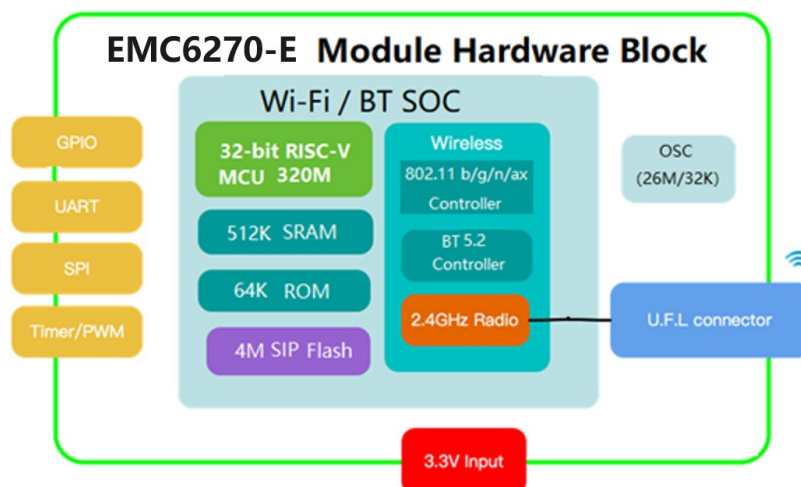 EMC6270-E Module Hardware Block
Wi-Fi / BT SOC
GPIO
UART
SPI
Timer/PWM
32-bit RISC-V
MCU 320M
512K SRAM
64K ROM
4M SIP Flash
Wireless
802.11 b/g/n/ax
Controller
BT 5.2
Controller
2.4GHz Radio
OSC
(26M/32K)
U.F.L connector
3.3V Input